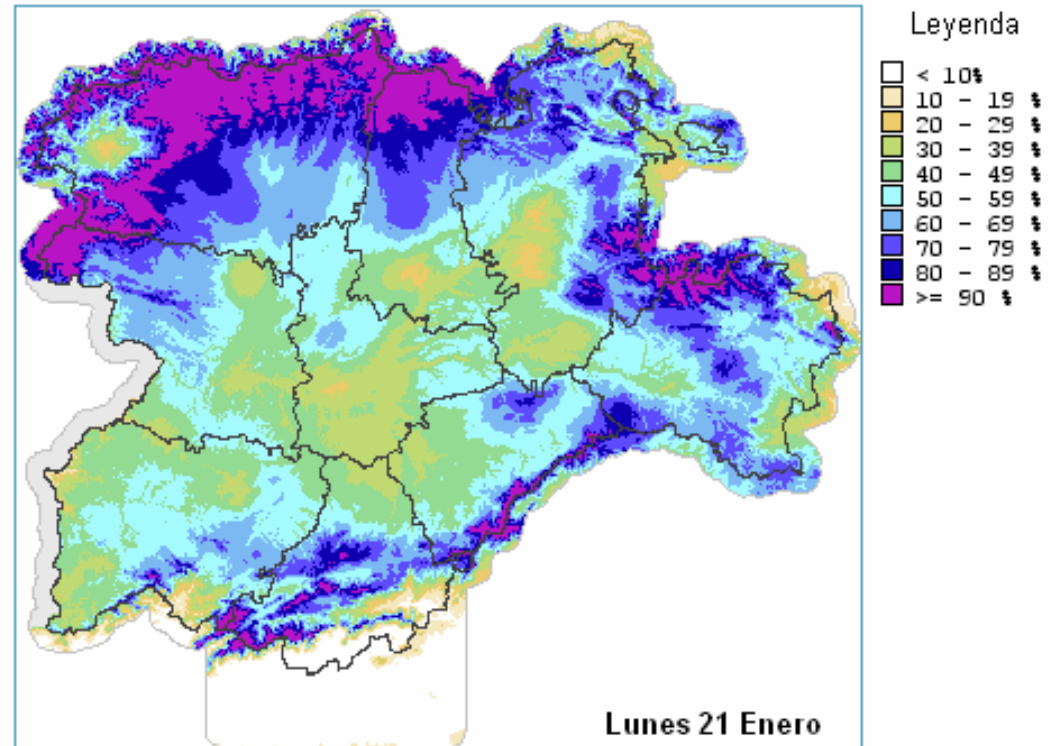 Leyenda
< 10%
10 - 19 %
20 - 29 %
30 - 39 %
40 - 49 %
50 - 59 %
60 - 69 %
70 - 79 %
80 - 89 %
>= 90 %
Lunes 21 Enero